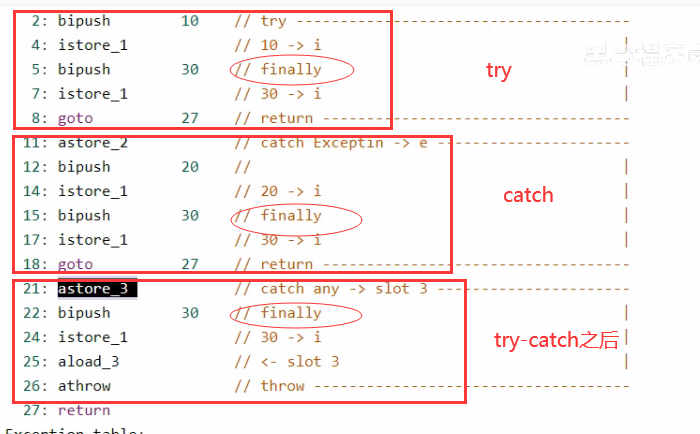 2: bipush 10 // try -----------------------------------
4: istore_1 // 10 -> i |
5: bipush 30 // finally |
try
7: istore_1 // 30 -> i |
8: goto 27 // return --------------------------------
11: astore_2 // catch Exceptin -> e --------------------
12: bipush 20 // |
14: istore_1 // 20 -> i |
catch
15: bipush 30 // finally |
17: istore_1 // 30 -> i |
18: goto 27 // return --------------------------------
21: astore_3 // catch any -> slot 3 -------------------
22: bipush 30 // finally |
24: istore_1 // 30 -> i |
try-catch之后
25: aload_3 // <- slot 3 |
26: athrow // throw ---------------------------------
27: return
Exception table: